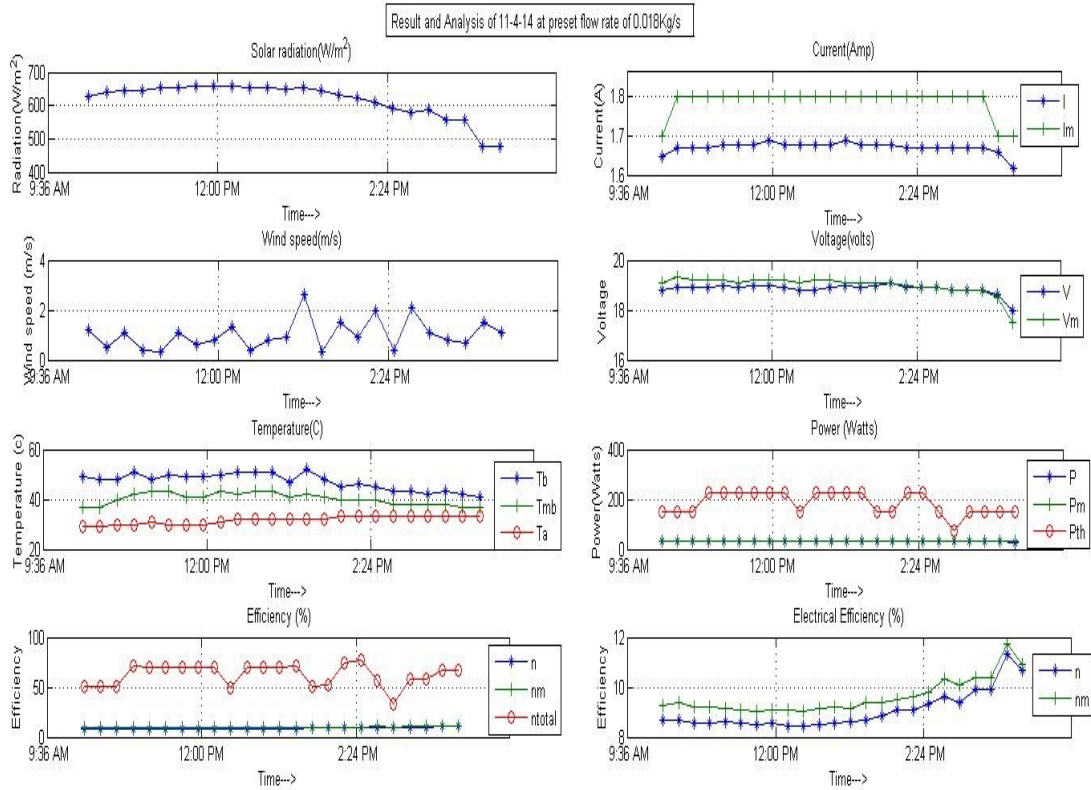 Result and Analysis of 11-4-14 at preset flow rate of 0.018Kg/s
Solar radiation(W/m²)
Radiation(W/m²)
700
600
500
400
9:36 AM
12:00 PM
2:24 PM
Time--->
Current(Amp)
Current(A)
1.8
1.7
1.6
9:36 AM
12:00 PM
2:24 PM
Time--->
I
Im
Wind speed(m/s)
Wind speed (m/s)
4
2
0
9:36 AM
12:00 PM
2:24 PM
Time--->
Voltage(volts)
Voltage
20
18
16
9:36 AM
12:00 PM
2:24 PM
Time--->
V
Vm
Temperature(C)
Temperature (c)
60
40
20
9:36 AM
12:00 PM
2:24 PM
Time--->
Tb
Tmb
Ta
Power (Watts)
Power(Watts)
400
200
0
9:36 AM
12:00 PM
2:24 PM
Time--->
P
Pm
Pth
Efficiency (%)
Efficiency
100
50
0
9:36 AM
12:00 PM
2:24 PM
Time--->
n
nm
ntotal
Electrical Efficiency (%)
Efficiency
12
10
8
9:36 AM
12:00 PM
2:24 PM
Time--->
n
nm